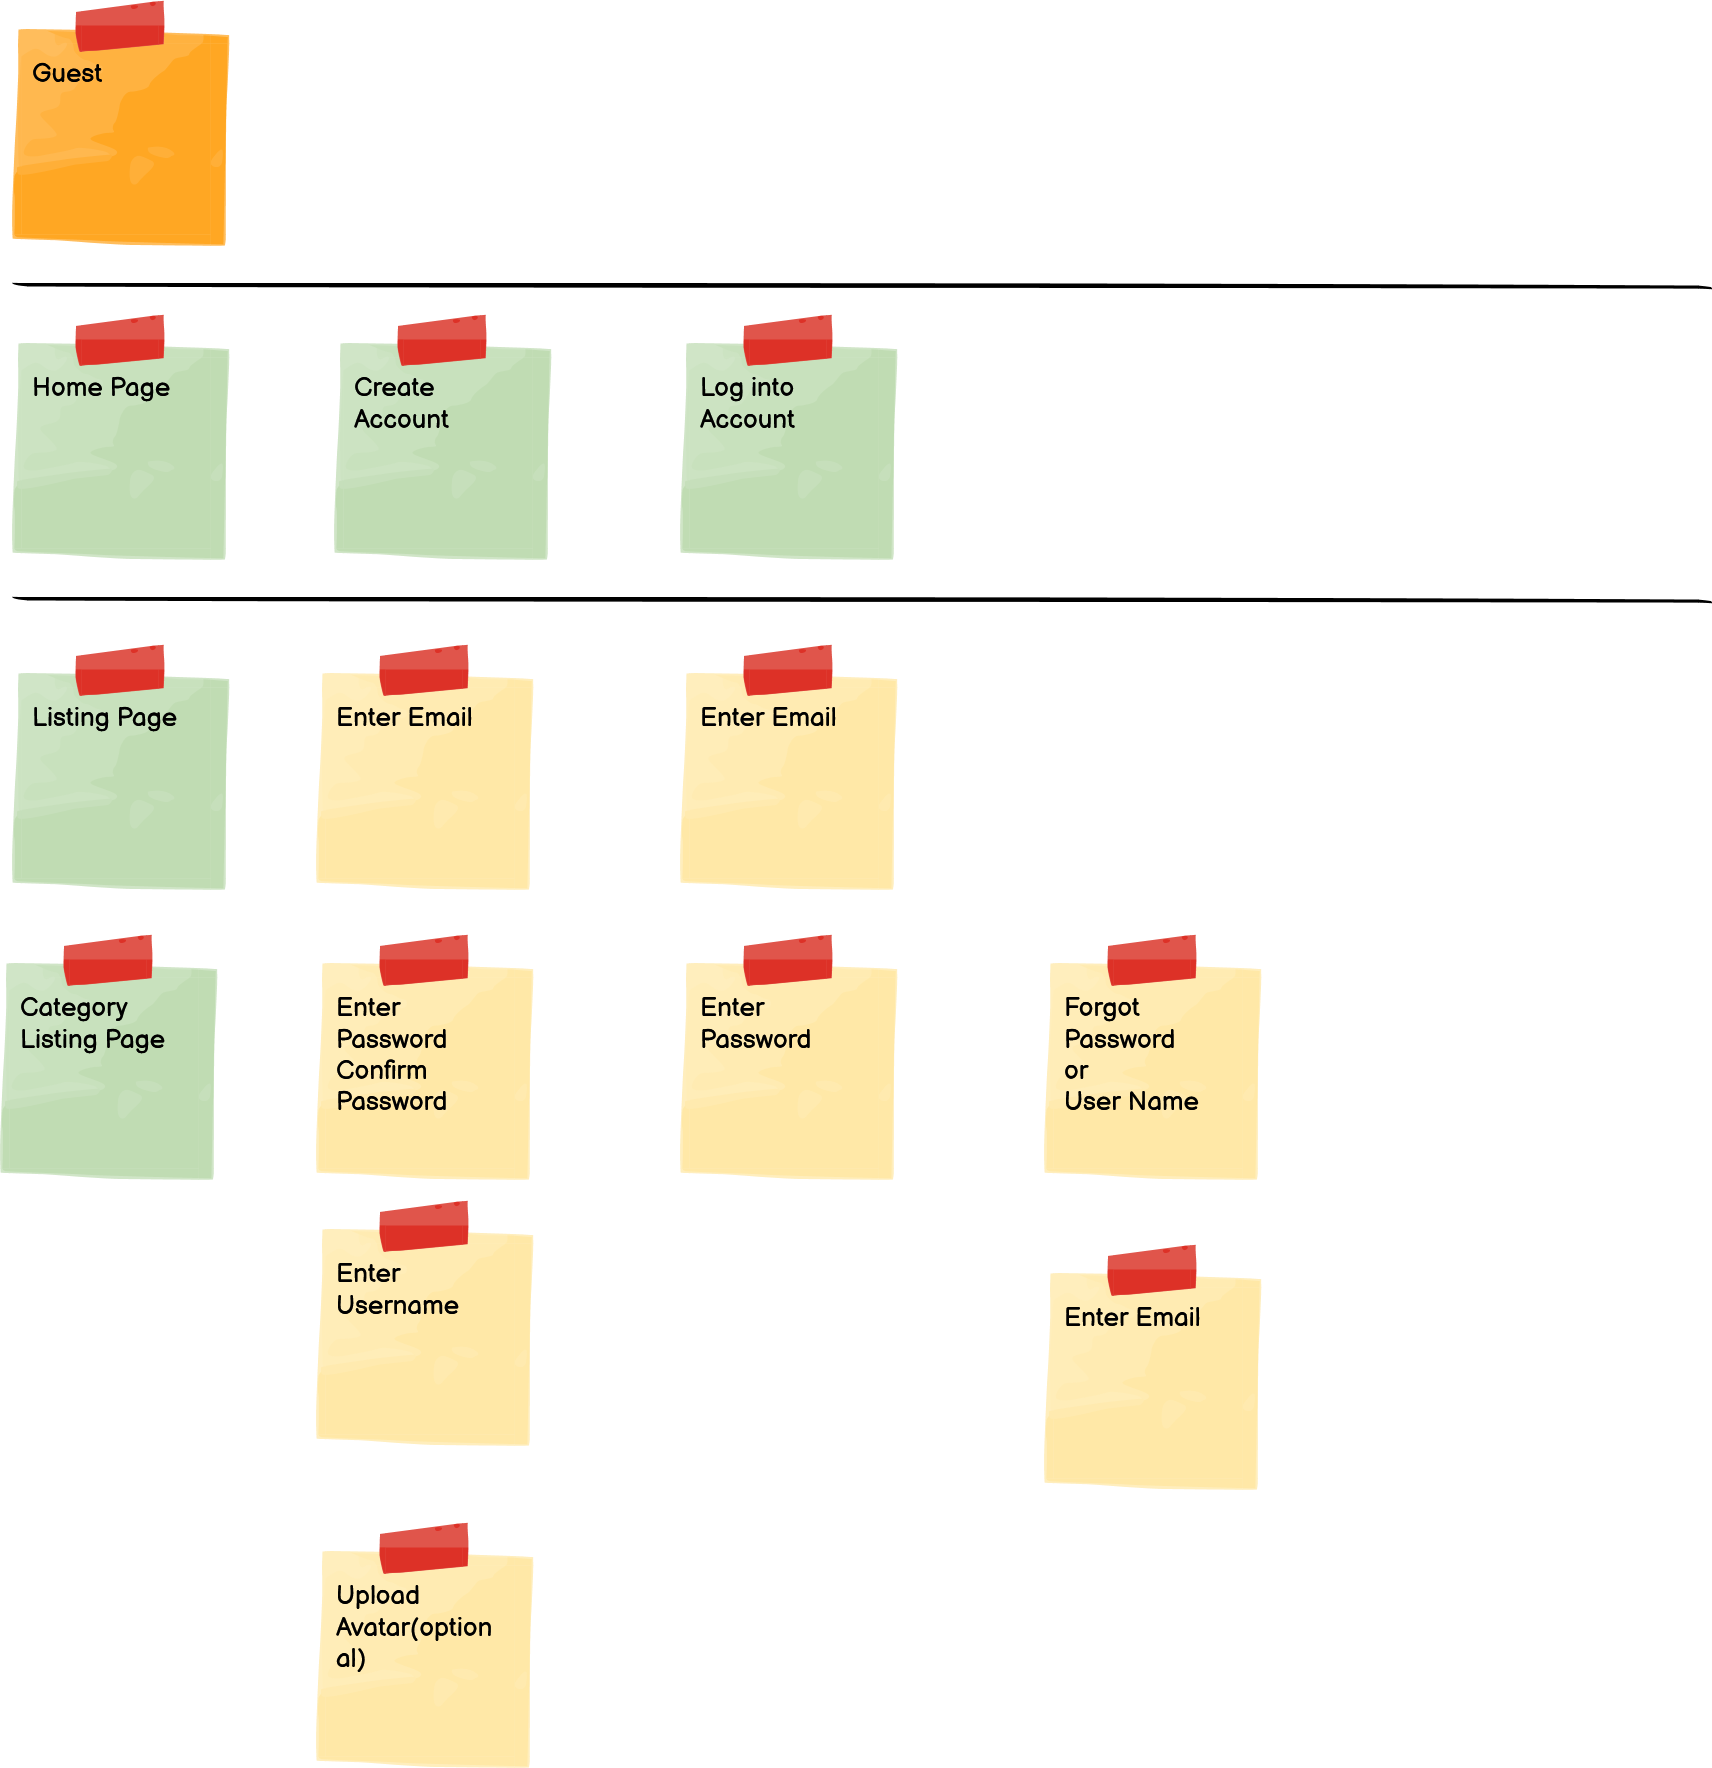 Guest
Home Page
Create
Account
Log into
Account
Listing Page
Enter Email
Enter Email
Category
Listing Page
Enter
Password
Confirm
Password
Enter
Password
Forgot
Password
or
User Name
Enter
Username
Enter Email
Upload
Avatar(option
al)